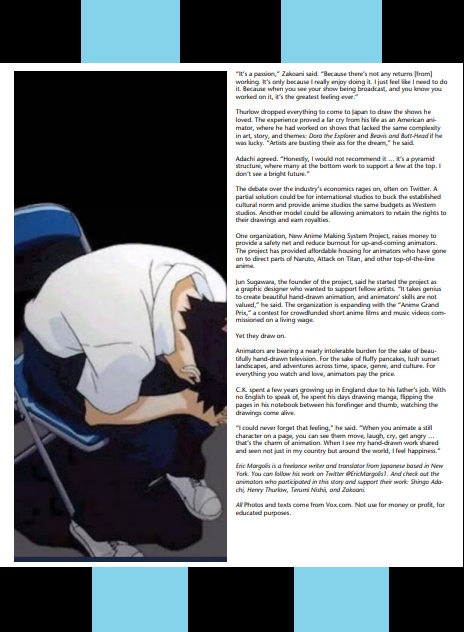 "It's a passion," Zakoani said. "Because there's not any returns [from]
working. It's only because I really enjoy doing it. I just feel like I need to do
it. Because when you see your show being broadcast, and you know you
worked on it, it's the greatest feeling ever."
Thurlow dropped everything to come to Japan to draw the shows he
loved. The experience proved a far cry from his life as an American ani-
mator, where he had worked on shows that lacked the same complexity
in art, story, and themes: Dora the Explorer and Beavis and Butt-Head if he
was lucky. "Artists are busting their ass for the dream," he said.
Adachi agreed. "Honestly, I would not recommend it ... it's a pyramid
structure, where many at the bottom work to support a few at the top. I
don't see a bright future."
The debate over the industry's economics rages on, often on Twitter. A
partial solution could be for international studios to buck the established
cultural norm and provide anime studios the same budgets as Western
studios. Another model could be allowing animators to retain the rights to
their drawings and earn royalties.
One organization, New Anime Making System Project, raises money to
provide a safety net and reduce burnout for up-and-coming animators.
The project has provided affordable housing for animators who have gone
on to direct parts of Naruto, Attack on Titan, and other top-of-the-line
anime.
Jun Sugawara, the founder of the project, said he started the project as
a graphic designer who wanted to support fellow artists. "It takes genius
to create beautiful hand-drawn animation, and animators' skills are not
valued," he said. The organization is expanding with the "Anime Grand
Prix," a contest for crowdfunded short anime films and music videos com-
missioned on a living wage.
Yet they draw on.
Animators are bearing a nearly intolerable burden for the sake of beau-
tifully hand-drawn television. For the sake of fluffy pancakes, lush sunset
landscapes, and adventures across time, space, genre, and culture. For
everything you watch and love, animators pay the price.
C.K. spent a few years growing up in England due to his father's job. With
no English to speak of, he spent his days drawing manga, flipping the
pages in his notebook between his forefinger and thumb, watching the
drawings come alive.
"I could never forget that feeling," he said. "When you animate a still
character on a page, you can see them move, laugh, cry, get angry ...
that's the charm of animation. When I see my hand-drawn work shared
and seen not just in my country but around the world, I feel happiness."
Eric Margolis is a freelance writer and translator from Japanese based in New
York. You can follow his work on Twitter @EricMargolis1. And check out the
animators who participated in this story and support their work: Shingo Ada-
chi, Henry Thurlow, Terumi Nishii, and Zakoani.
All Photos and texts come from Vox.com. Not use for money or profit, for
educated purposes.